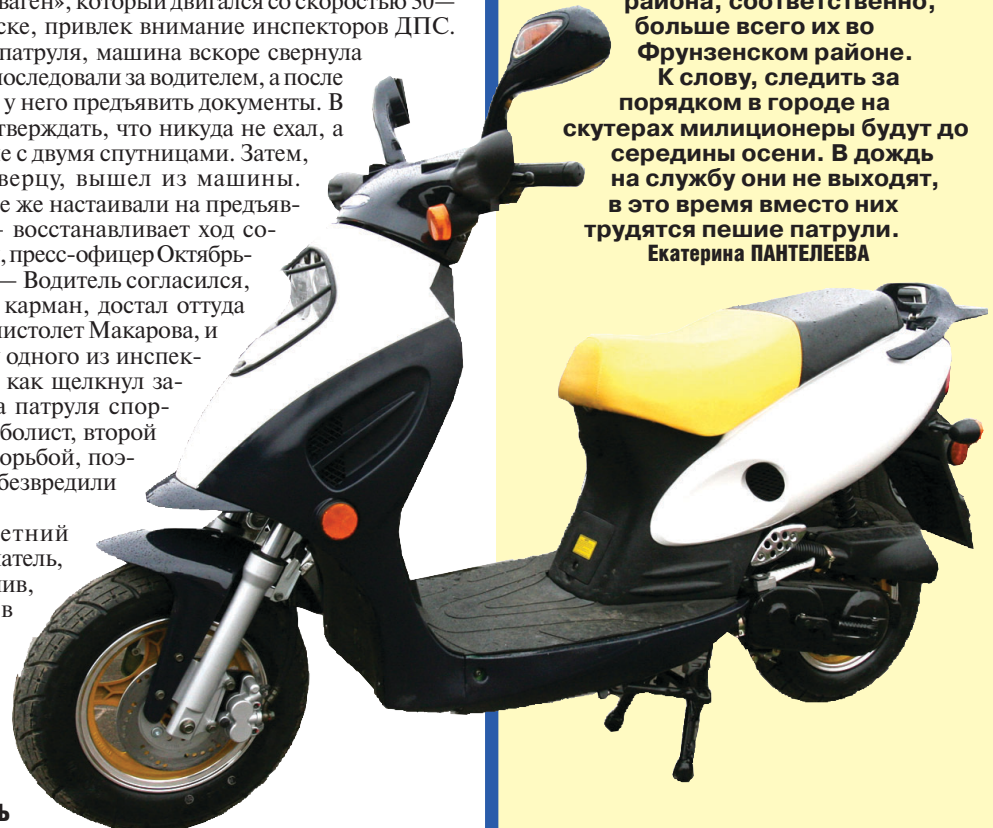 ваген», который двигался со скоростью 50—
ске, привлек внимание инспекторов ДПС.
патруля, машина вскоре свернула
последовали за водителем, а после
у него предъявить документы. В
тверждать, что никуда не ехал, а
е с двумя спутницами. Затем,
верцу, вышел из машины.
е же настаивали на предъяв-
— восстанавливает ход со-
, пресс-офицер Октябрь-
— Водитель согласился,
карман, достал оттуда
пистолет Макарова, и
одного из инспек-
как щелкнул за-
а патруля спор-
болист, второй
орьбой, поэ-
безвредили
етний
атель,
ив,
в
Ь
района, соответственно,
больше всего их во
Фрунзенском районе.
К слову, следить за
порядком в городе на
скутерах милиционеры будут до
середины осени. В дождь
на службу они не выходят,
в это время вместо них
трудятся пешие патрули.
Екатерина ПАНТЕЛЕЕВА